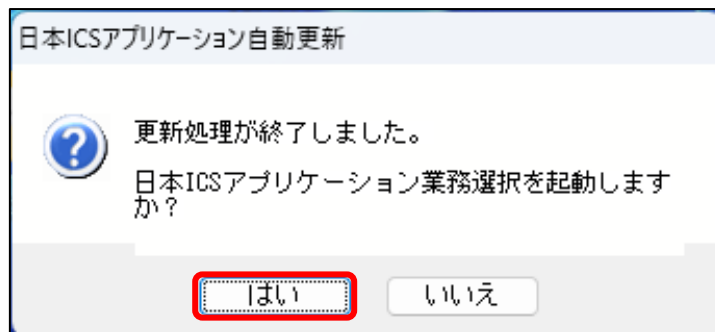 日本ICSアプリケーション自動更新
更新処理が終了しました。
日本ICSアプリケーション業務選択を起動します
か？
はい
いいえ